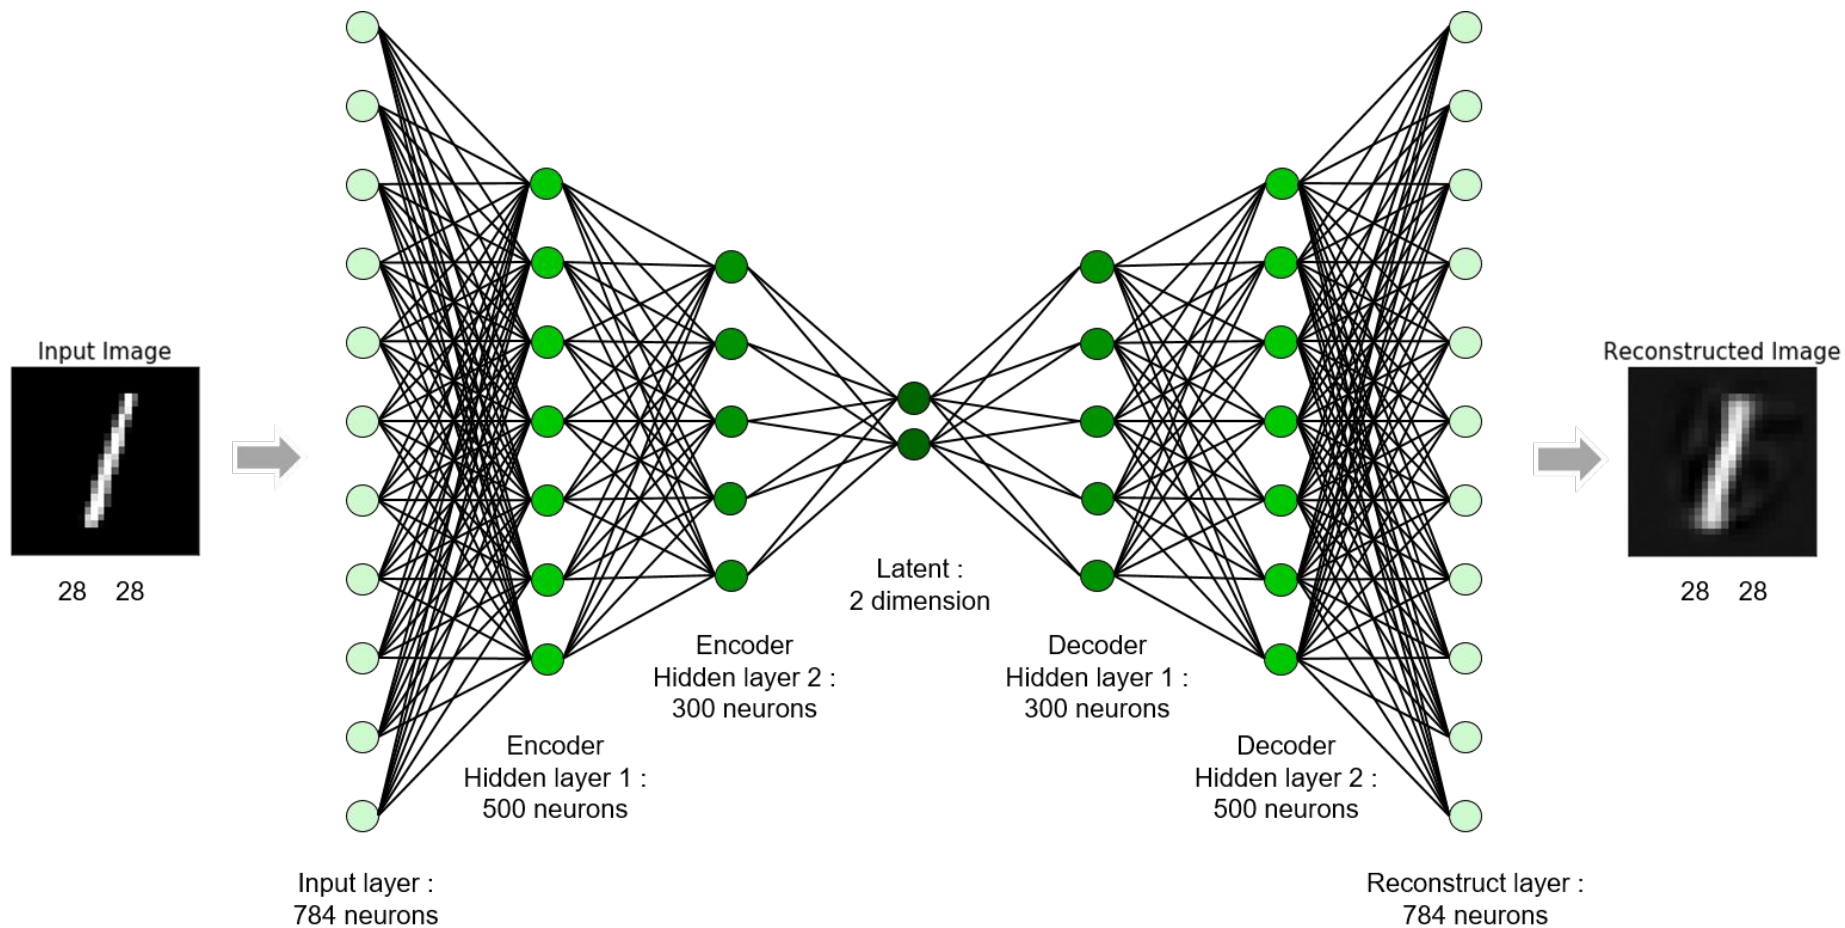 Input Image
28 28
Input layer :
784 neurons
Encoder
Hidden layer 1 :
500 neurons
Encoder
Hidden layer 2 :
300 neurons
Latent :
2 dimension
Decoder
Hidden layer 1 :
300 neurons
Decoder
Hidden layer 2 :
500 neurons
Reconstruct layer :
784 neurons
Reconstructed Image
28 28